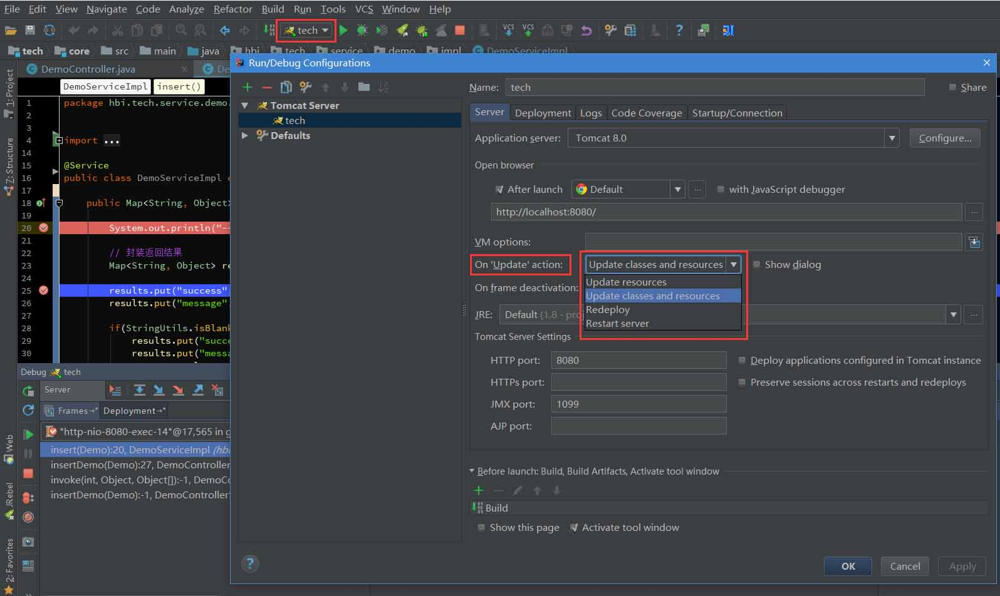 File Edit View Navigate Code Analyze Refactor Build Run Tools VCS Window Help
tech
VCS VCS
tech core src main java hbi tech service demo impl DemoServiceImpl
DemoController.java De
Run/Debug Configurations
DemoServiceImpl insert()
1 package hbi.tech.service.demo.
2
3
4 import ...
14
15 @Service
16 public class DemoServiceImpl
17
18 public Map<String, Object>
19
20 System.out.println("--
21
22 // 封装返回结果
23 Map<String, Object> re
24
25 results.put("success"
26 results.put("message"
27
28 if(StringUtils.isBlank
29 results.put("succe
30 results.put("messa
1: Project
7: Structure
Web
JRebel
2: Favorites
Debug tech
Server
Frames→* Deployment→*
"http-nio-8080-exec-14"@17,565 in g
insert(Demo):20, DemoServiceImpl (hbi
insertDemo(Demo):27, DemoController
invoke(int, Object, Object[]):-1, DemoCo
insertDemo(Demo):-1, DemoController
Tomcat Server
tech
Defaults
Name: tech Share
Server Deployment Logs Code Coverage Startup/Connection
Application server: Tomcat 8.0 Configure...
Open browser
After launch Default ... with JavaScript debugger
http://localhost:8080/ ...
VM options:
On 'Update' action: Update classes and resources Show dialog
Update resources
On frame deactivation: Update classes and resources
Redeploy
JRE: Default (1.8 - proj ...
Restart server
Tomcat Server Settings
HTTP port: 8080 Deploy applications configured in Tomcat instance
HTTPs port: Preserve sessions across restarts and redeploys
JMX port: 1099
AJP port:
Before launch: Build, Build Artifacts, Activate tool window
Build
Show this page Activate tool window
? OK Cancel Apply